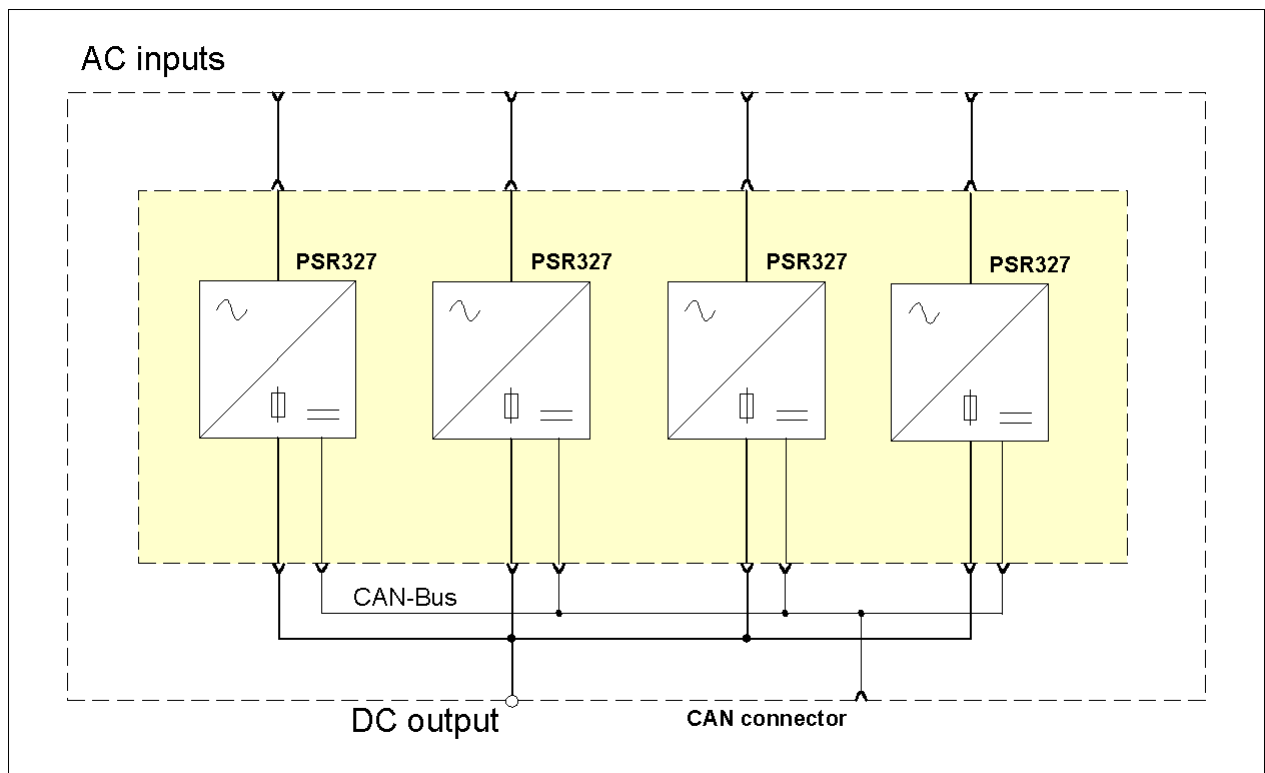 AC inputs
PSR327
PSR327
PSR327
PSR327
CAN-Bus
DC output
CAN connector